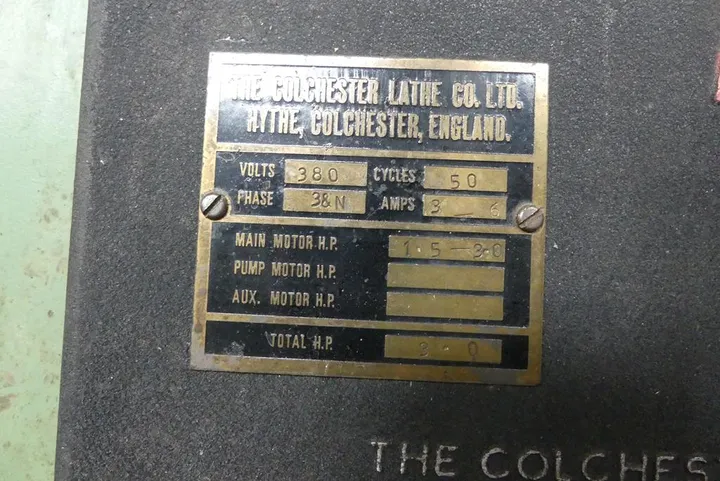 THE COLCHESTER LATHE CO. LTD.
HYTHE, COLCHESTER, ENGLAND.
VOLTS 380 CYCLES 50
PHASE 3&N AMPS 3 - 6
MAIN MOTOR H.P. 1.5-3.0
PUMP MOTOR H.P.
AUX. MOTOR H.P.
TOTAL H.P. 3-0
THE COLCHES